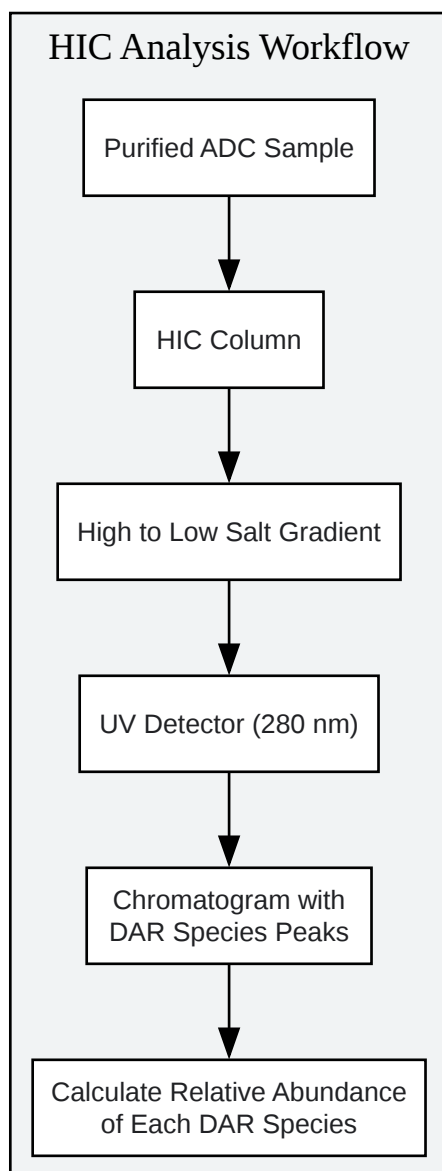 HIC Analysis Workflow
Purified ADC Sample
HIC Column
High to Low Salt Gradient
UV Detector (280 nm)
Chromatogram with
DAR Species Peaks
Calculate Relative Abundance
of Each DAR Species